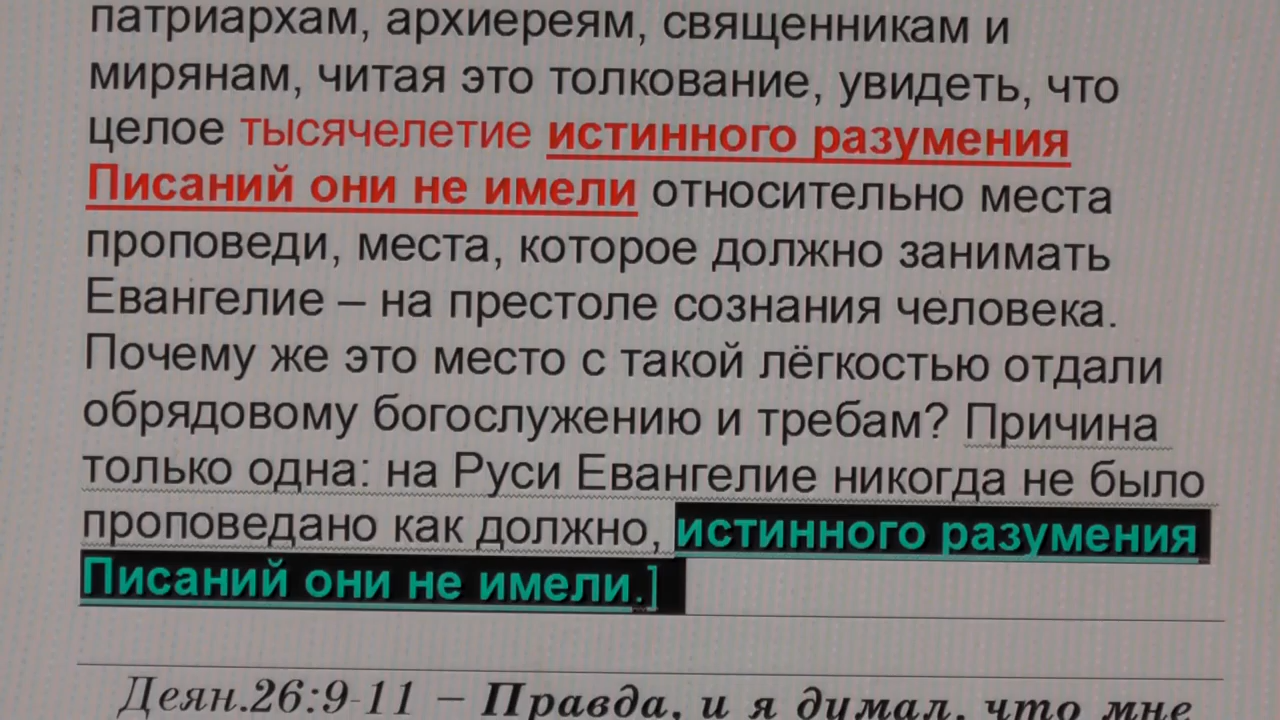 патриархам, архиереям, священникам и
мирянам, читая это толкование, увидеть, что
целое тысячелетие истинного разумения
Писаний они не имели относительно места
проповеди, места, которое должно занимать
Евангелие – на престоле сознания человека.
Почему же это место с такой лёгкостью отдали
обрядовому богослужению и требам? Причина
только одна: на Руси Евангелие никогда не было
проповедано как должно, истинного разумения
Писаний они не имели.]
Деян.26:9-11 – Правда, и я думал, что мне